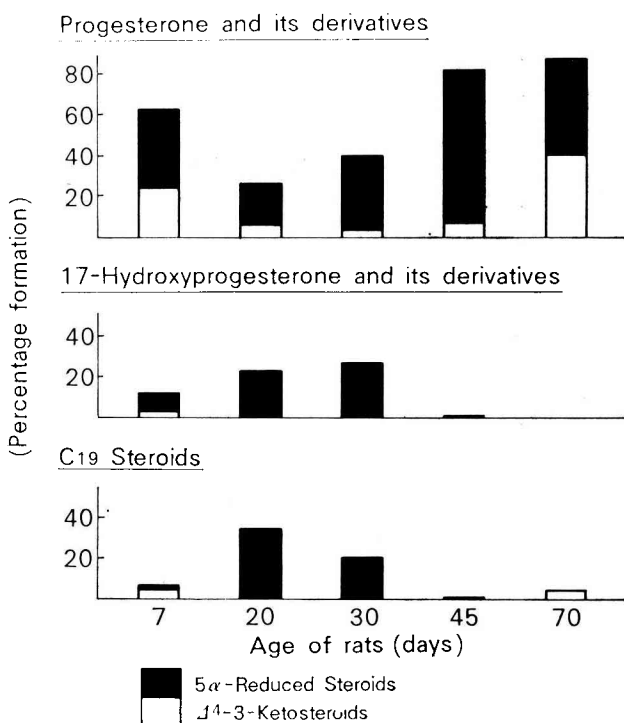 Progesterone and its derivatives
80
60
40
20
(Percentage formation)
17-Hydroxyprogesterone and its derivatives
40
20
C19 Steroids
40
20
7 20 30 45 70
Age of rats (days)
5α-Reduced Steroids
Δ4-3-Ketosteroids